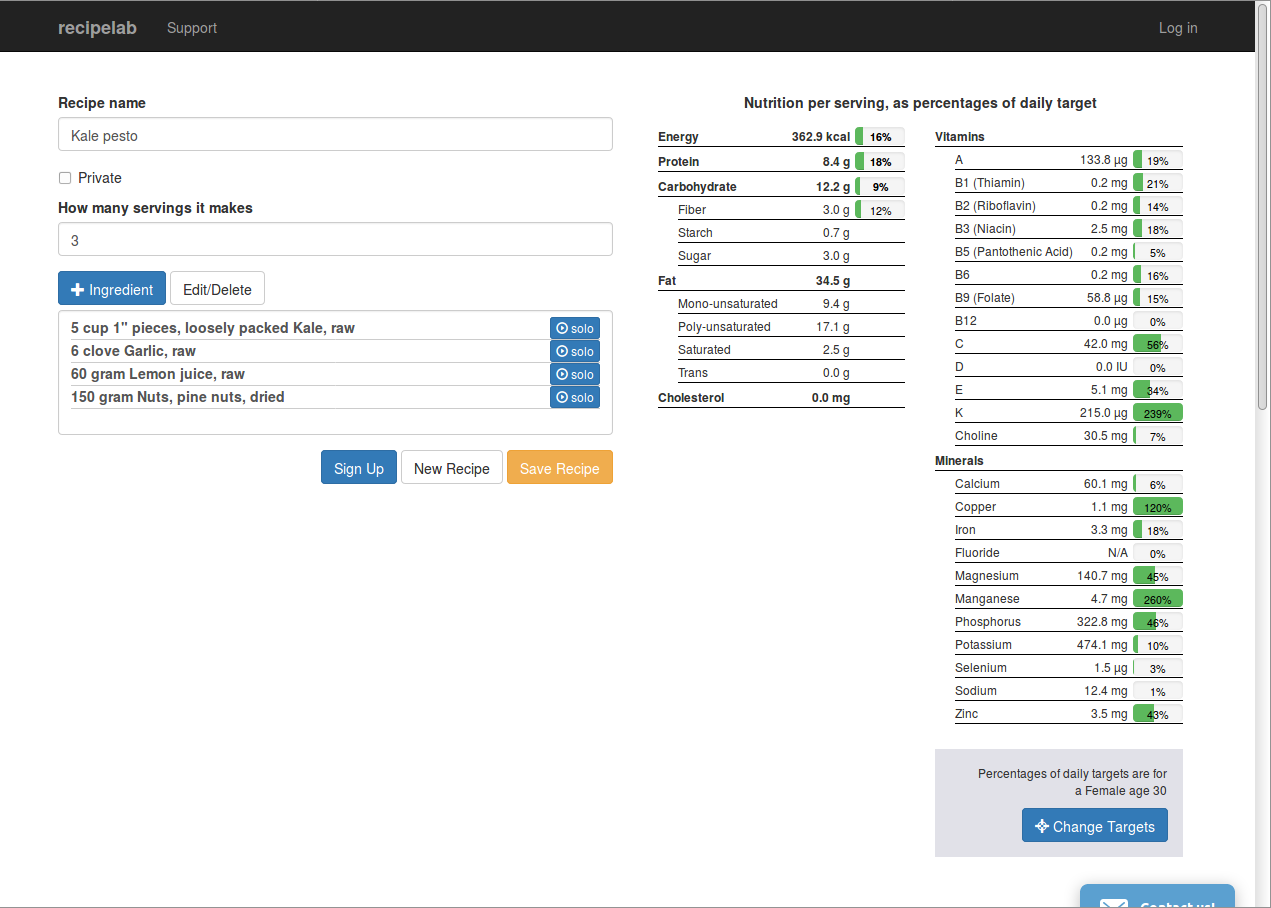 recipelab Support Log in
Recipe name
Kale pesto
Private
How many servings it makes
3
Ingredient Edit/Delete
5 cup 1" pieces, loosely packed Kale, raw solo
6 clove Garlic, raw solo
60 gram Lemon juice, raw solo
150 gram Nuts, pine nuts, dried solo
Sign Up New Recipe Save Recipe
Nutrition per serving, as percentages of daily target
Energy 362.9 kcal 16%
Protein 8.4 g 18%
Carbohydrate 12.2 g 9%
Fiber 3.0 g 12%
Starch 0.7 g
Sugar 3.0 g
Fat 34.5 g
Mono-unsaturated 9.4 g
Poly-unsaturated 17.1 g
Saturated 2.5 g
Trans 0.0 g
Cholesterol 0.0 mg
Vitamins
A 133.8 µg 19%
B1 (Thiamin) 0.2 mg 21%
B2 (Riboflavin) 0.2 mg 14%
B3 (Niacin) 2.5 mg 18%
B5 (Pantothenic Acid) 0.2 mg 5%
B6 0.2 mg 16%
B9 (Folate) 58.8 µg 15%
B12 0.0 µg 0%
C 42.0 mg 56%
D 0.0 IU 0%
E 5.1 mg 34%
K 215.0 µg 239%
Choline 30.5 mg 7%
Minerals
Calcium 60.1 mg 6%
Copper 1.1 mg 120%
Iron 3.3 mg 18%
Fluoride N/A 0%
Magnesium 140.7 mg 45%
Manganese 4.7 mg 260%
Phosphorus 322.8 mg 46%
Potassium 474.1 mg 10%
Selenium 1.5 µg 3%
Sodium 12.4 mg 1%
Zinc 3.5 mg 43%
Percentages of daily targets are for
a Female age 30
Change Targets
Contact us!